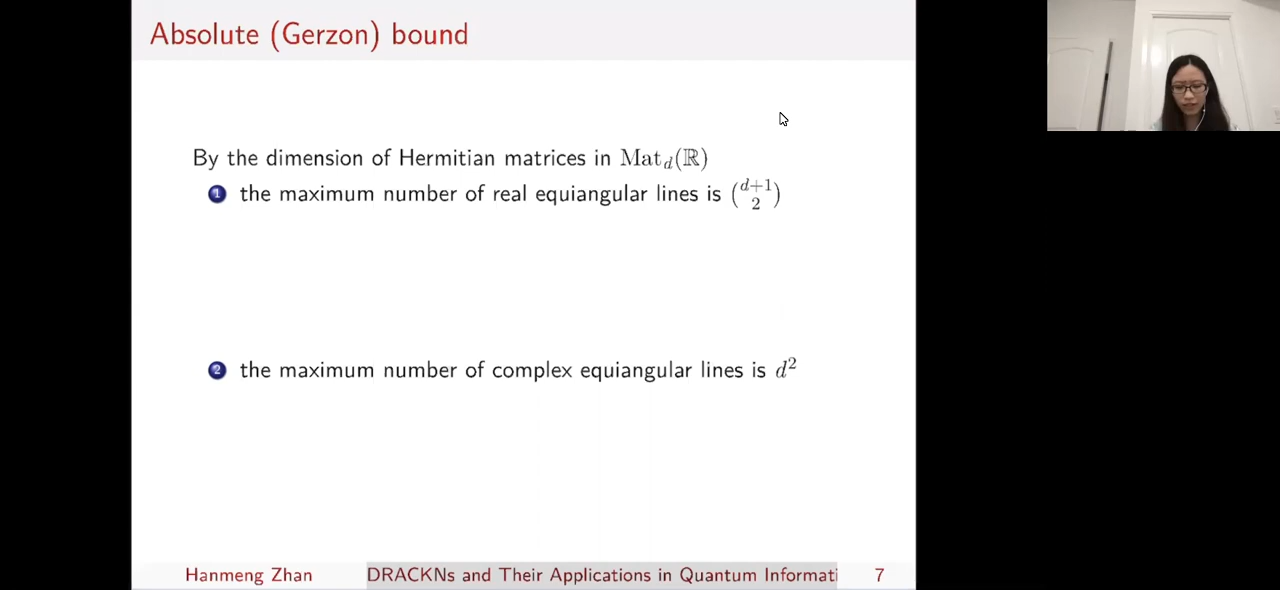 Absolute (Gerzon) bound
By the dimension of Hermitian matrices in Mat_d(ℝ)
1 the maximum number of real equiangular lines is \binom{d+1}{2}
2 the maximum number of complex equiangular lines is d²
Hanmeng Zhan DRACKNs and Their Applications in Quantum Informati 7